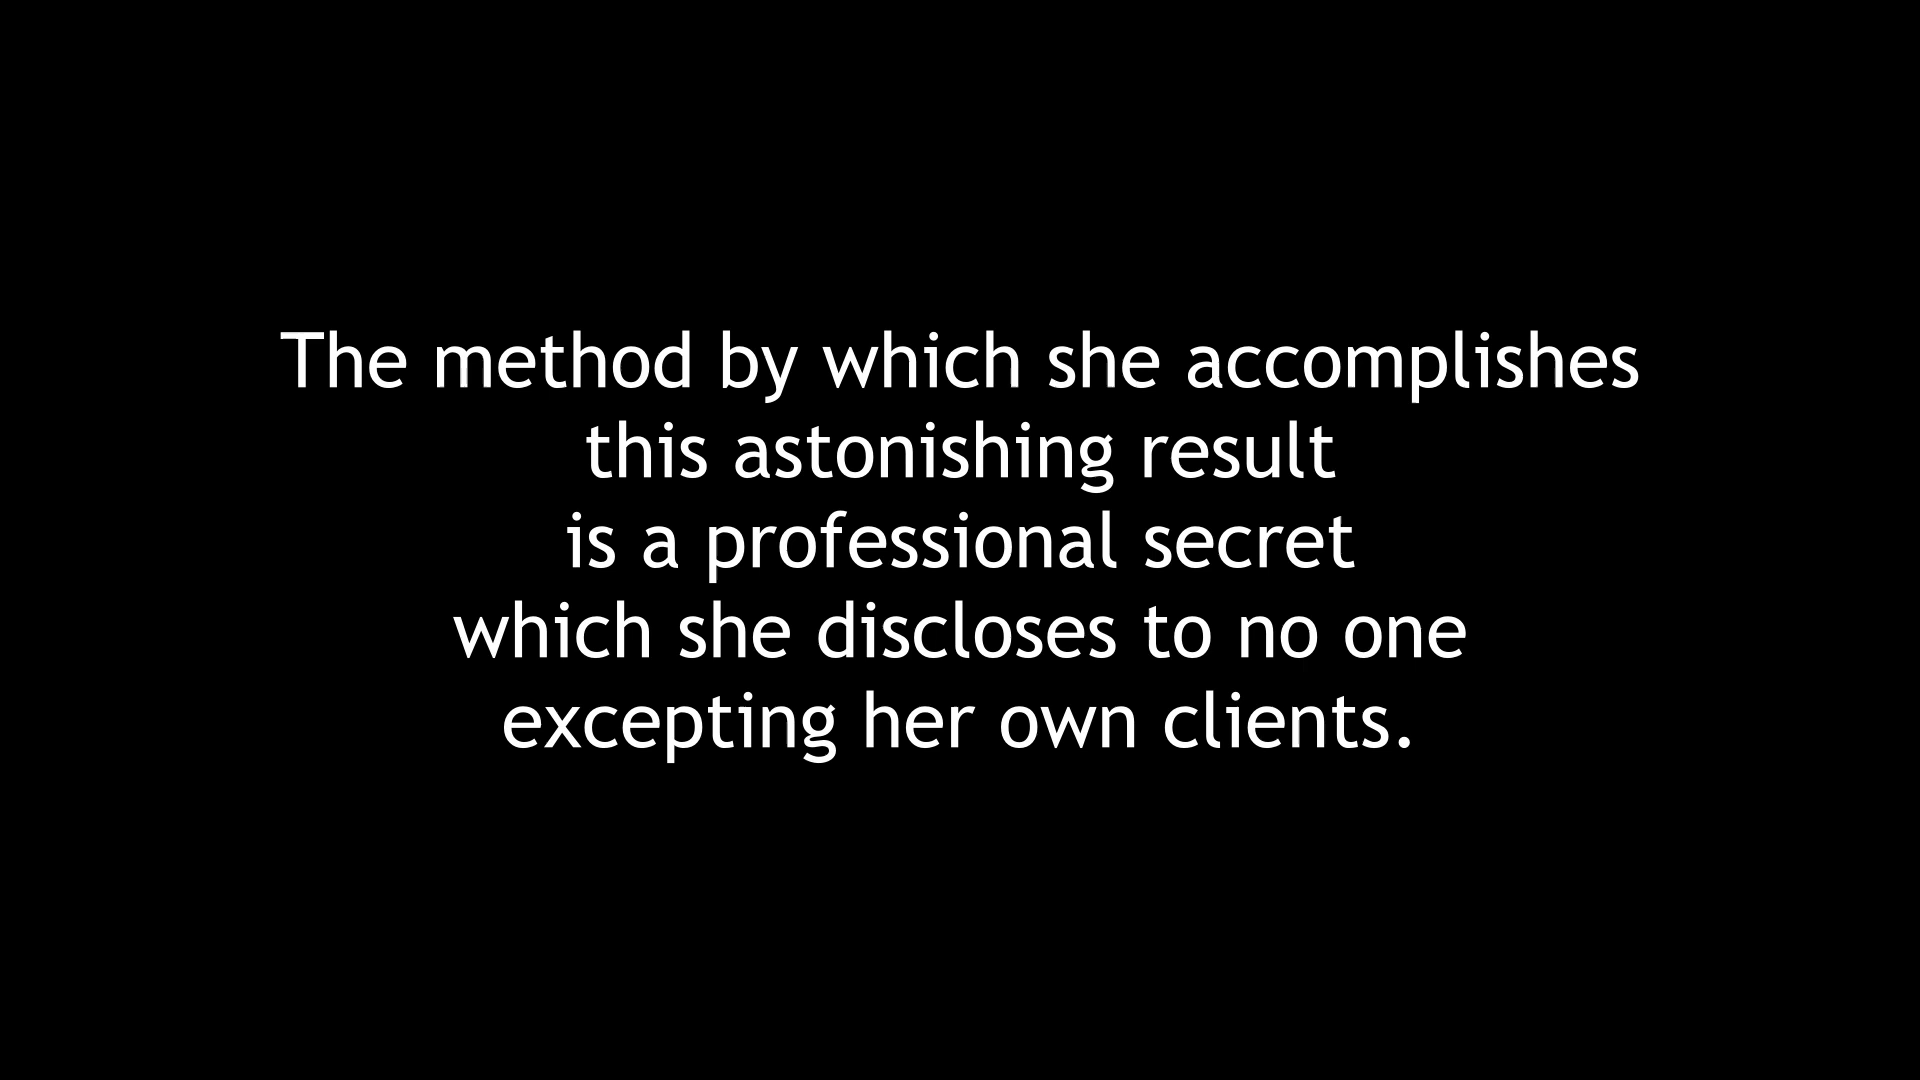 The method by which she accomplishes
this astonishing result
is a professional secret
which she discloses to no one
excepting her own clients.